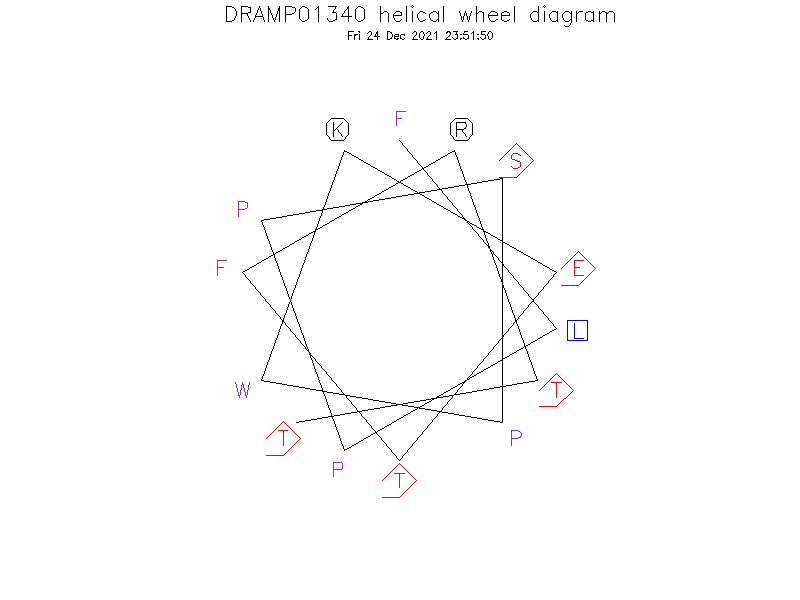 DRAMP01340 helical wheel diagram
Fri 24 Dec 2021 23:51:50
F
K
R
S
P
F
E
L
W
T
T
P
P
T